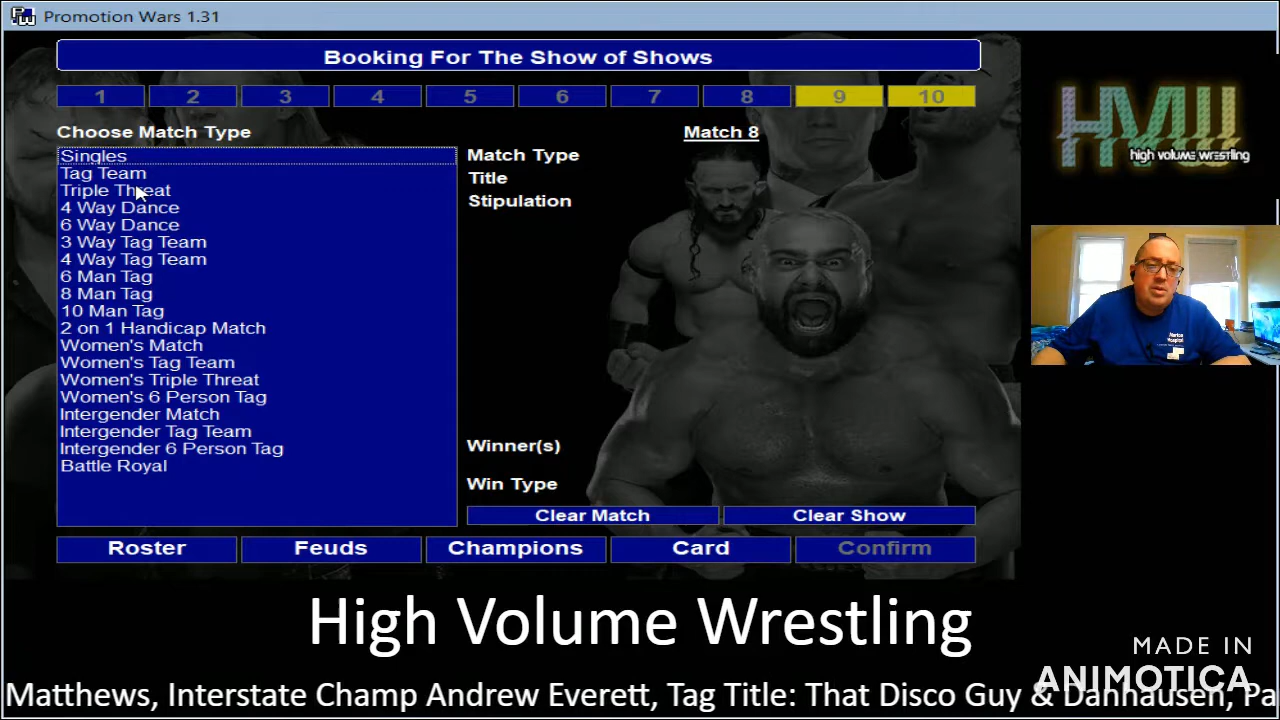 Promotion Wars 1.31
Booking For The Show of Shows
1 2 3 4 5 6 7 8 9 10
Choose Match Type
Match 8
Singles
Tag Team
Triple Threat
4 Way Dance
6 Way Dance
3 Way Tag Team
4 Way Tag Team
6 Man Tag
8 Man Tag
10 Man Tag
2 on 1 Handicap Match
Women's Match
Women's Tag Team
Women's Triple Threat
Women's 6 Person Tag
Intergender Match
Intergender Tag Team
Intergender 6 Person Tag
Battle Royal
Match Type
Title
Stipulation
Winner(s)
Win Type
Clear Match Clear Show
Roster Feuds Champions Card Confirm
HVW
high volume wrestling
High Volume Wrestling
MADE IN
ANIMOTICA
Matthews, Interstate Champ Andrew Everett, Tag Title: That Disco Guy & Danhausen, Pa